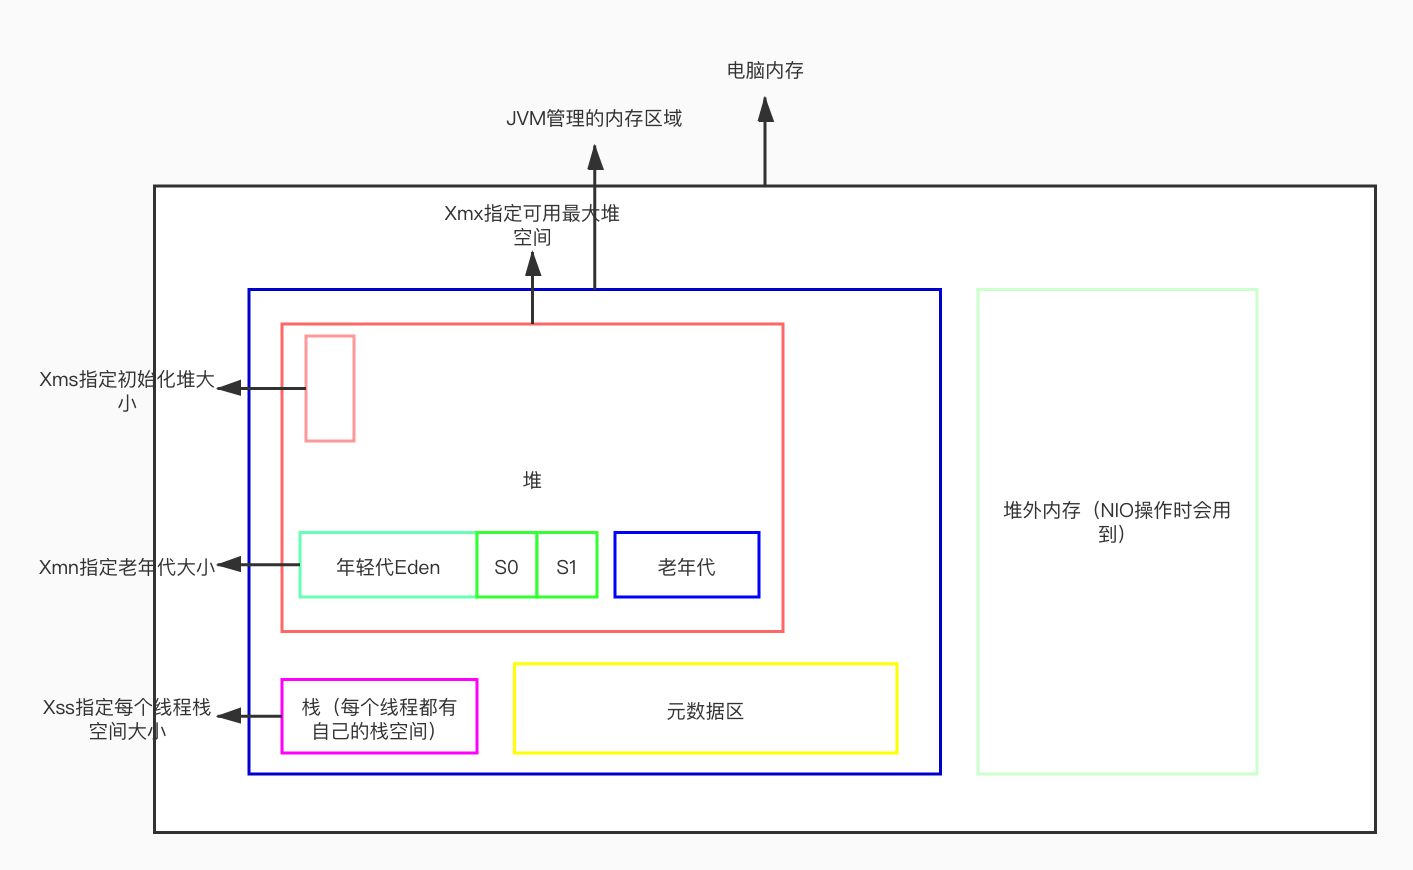 电脑内存
JVM管理的内存区域
Xmx指定可用最大堆
空间
Xms指定初始化堆大
小
堆
堆外内存（NIO操作时会用
到）
Xmn指定老年代大小
年轻代Eden
S0
S1
老年代
Xss指定每个线程栈
空间大小
栈（每个线程都有
自己的栈空间）
元数据区